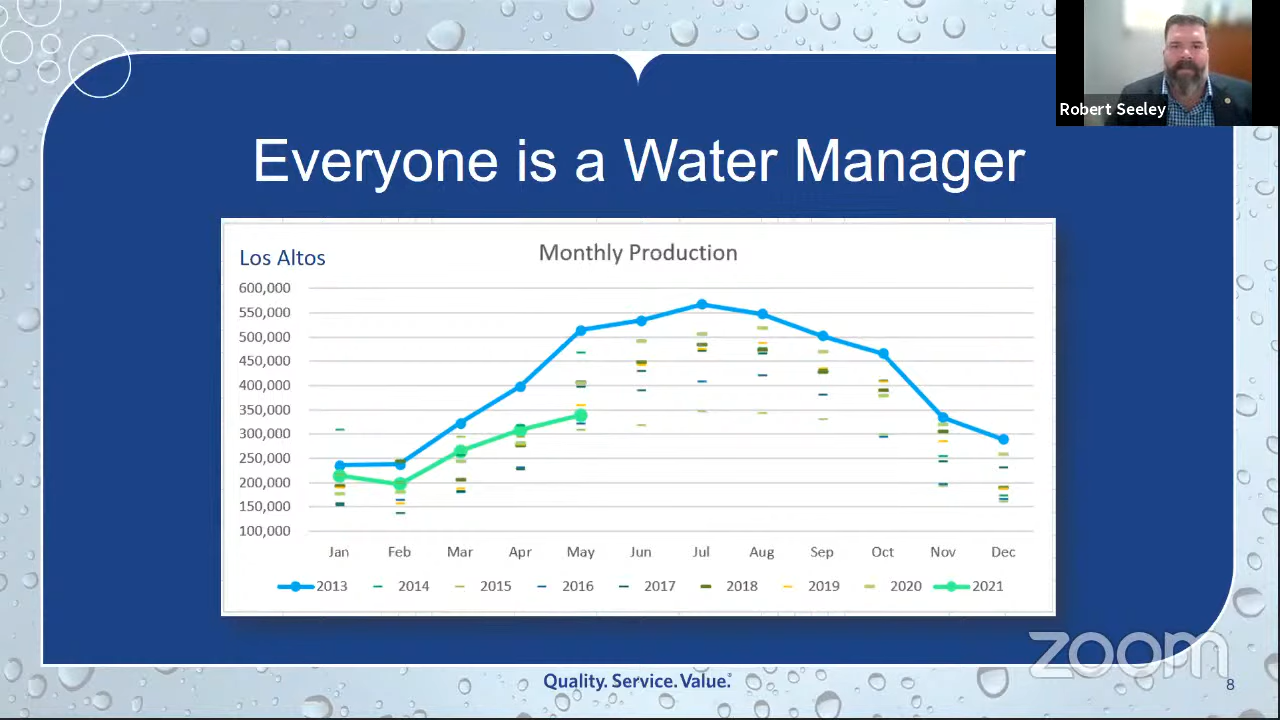 Robert Seeley
Everyone is a Water Manager
Los Altos
Monthly Production
600,000
550,000
500,000
450,000
400,000
350,000
300,000
250,000
200,000
150,000
100,000
Jan Feb Mar Apr May Jun Jul Aug Sep Oct Nov Dec
2013 2014 2015 2016 2017 2018 2019 2020 2021
zoom
Quality. Service. Value.
8